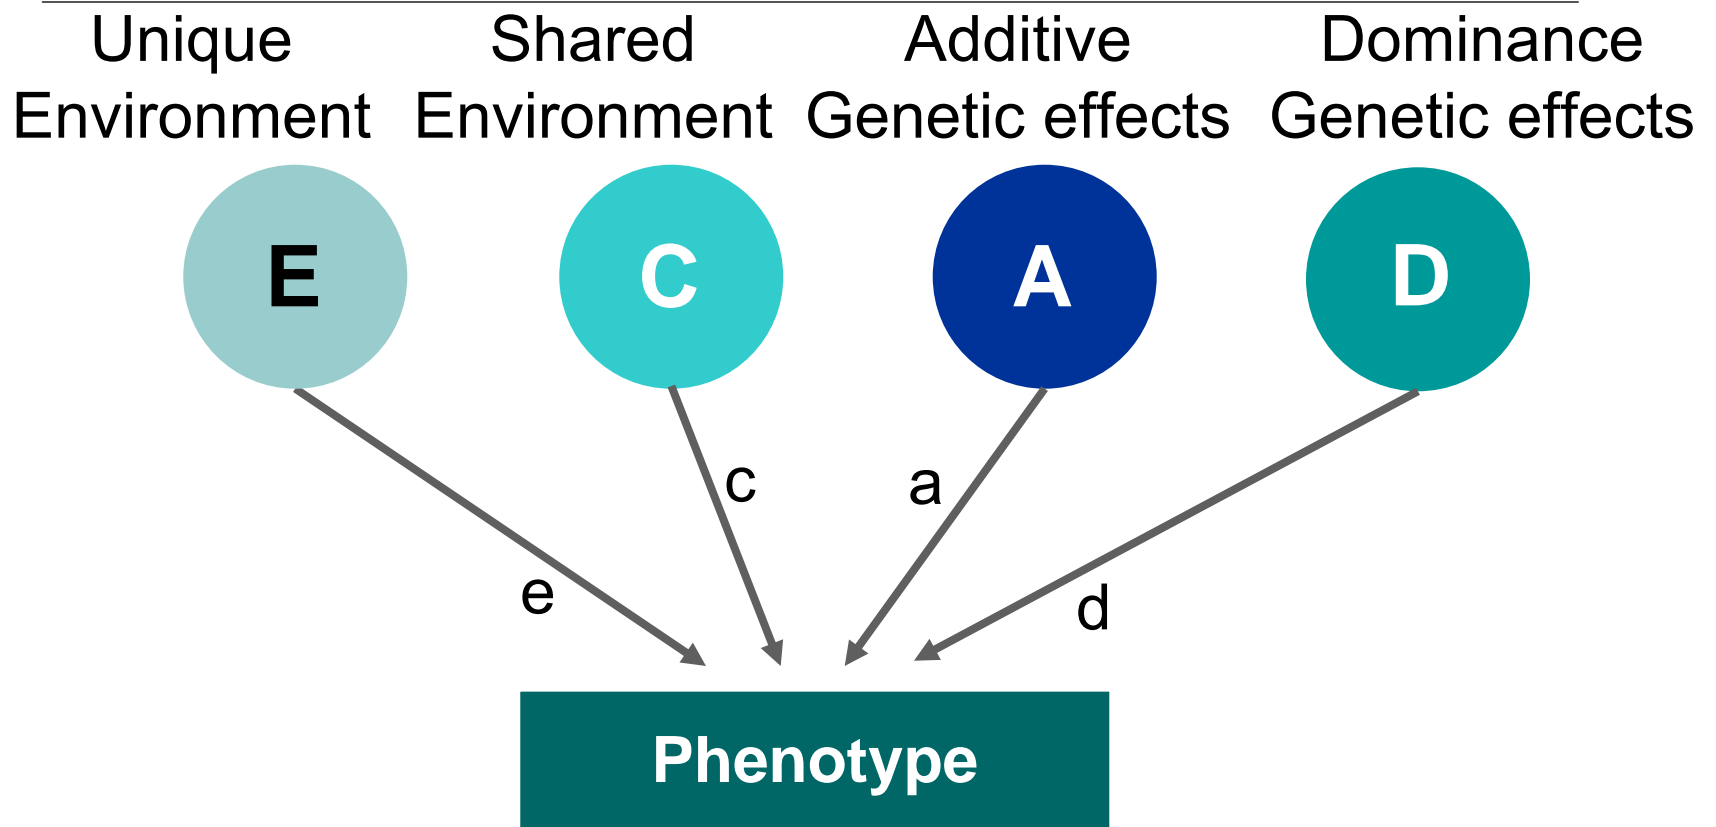 Unique
Environment
Shared
Environment
Additive
Genetic effects
Dominance
Genetic effects
E
C
A
D
c
a
e
d
Phenotype